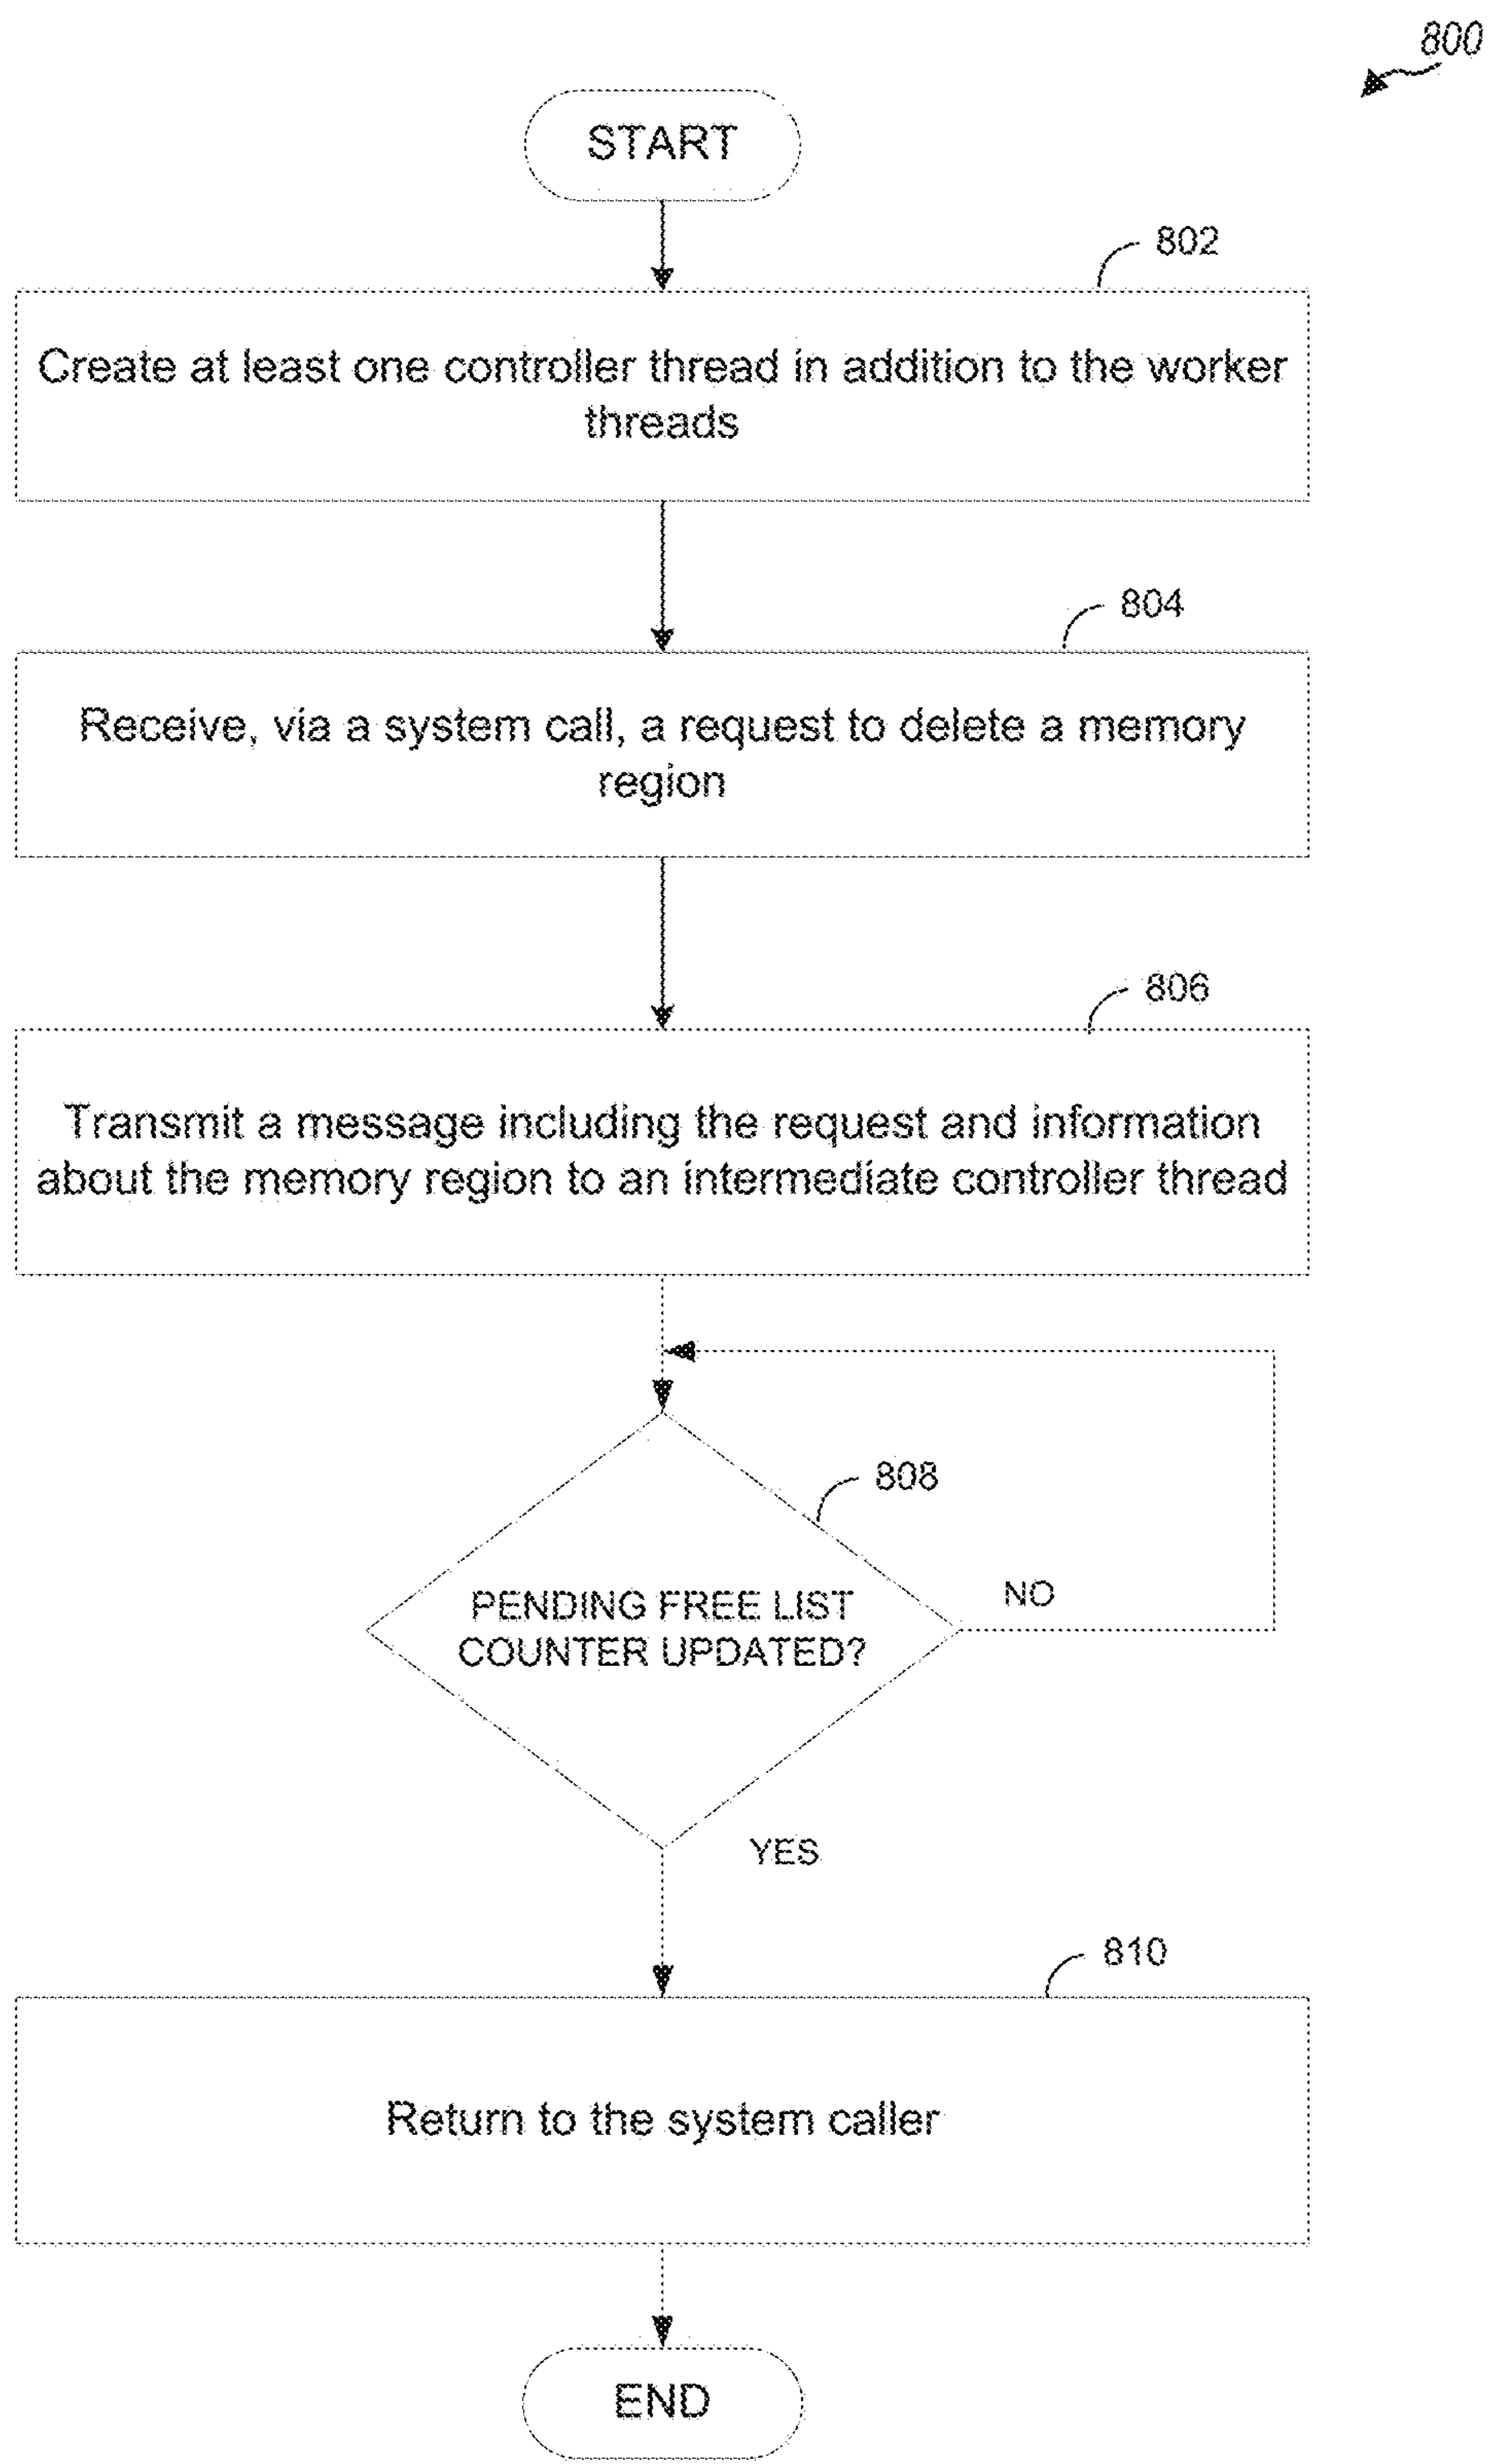 800
START
802
Create at least one controller thread in addition to the worker
threads
804
Receive, via a system call, a request to delete a memory
region
806
Transmit a message including the request and information
about the memory region to an intermediate controller thread
808
PENDING FREE LIST
COUNTER UPDATED?
NO
YES
810
Return to the system caller
END